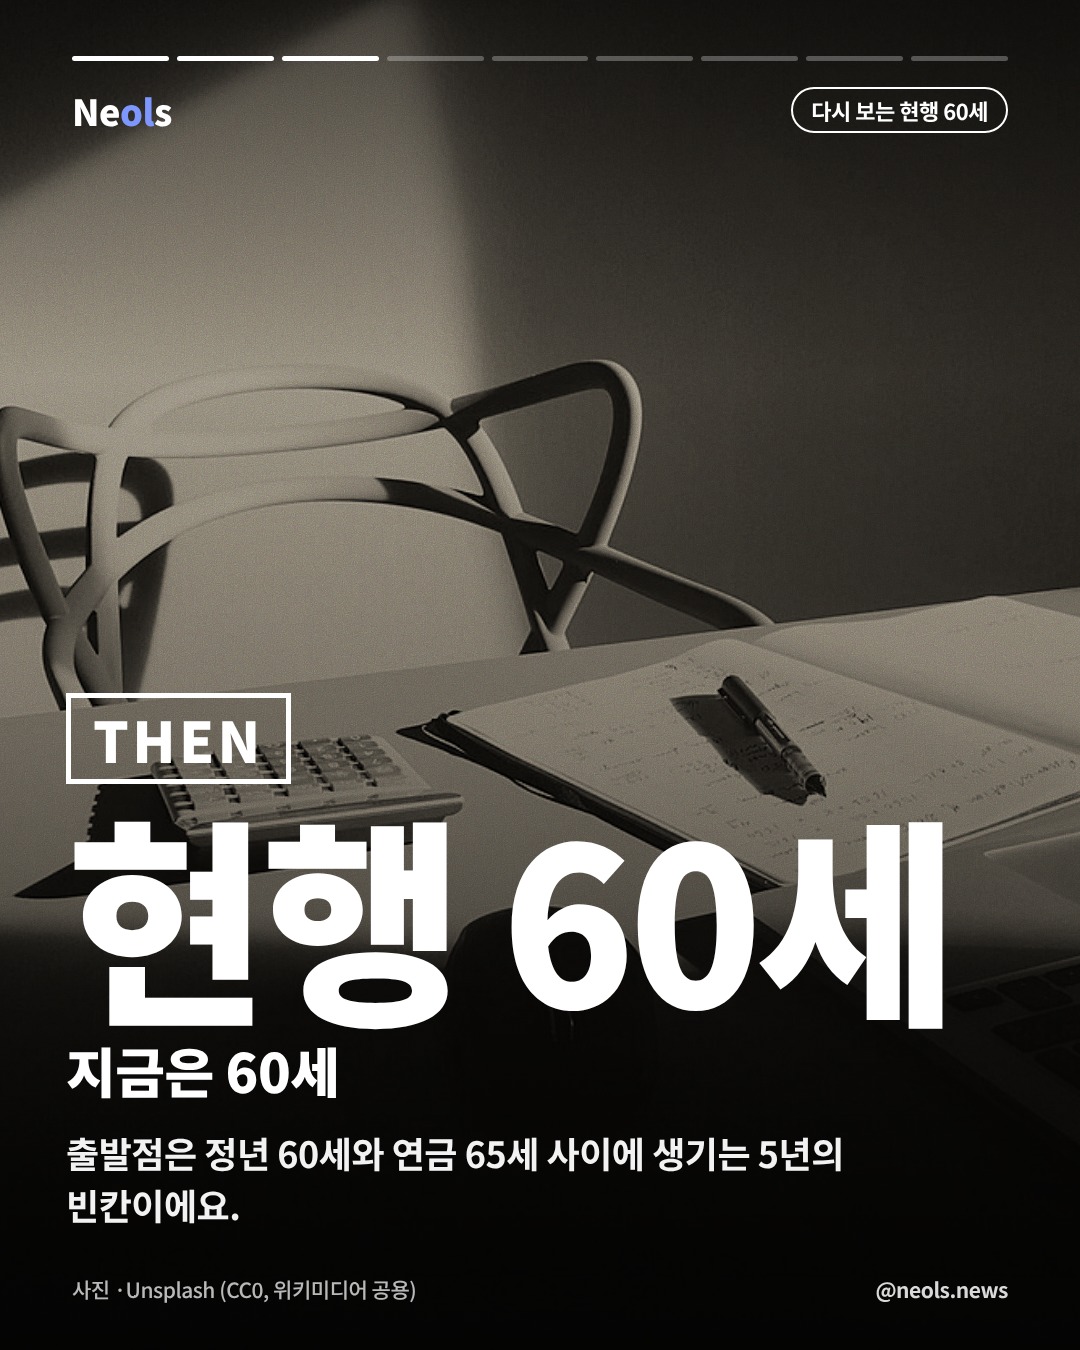 Neols
다시 보는 현행 60세
THEN
현행 60세
지금은 60세
출발점은 정년 60세와 연금 65세 사이에 생기는 5년의
빈칸이에요.
사진 · Unsplash (CC0, 위키미디어 공용)
@neols.news